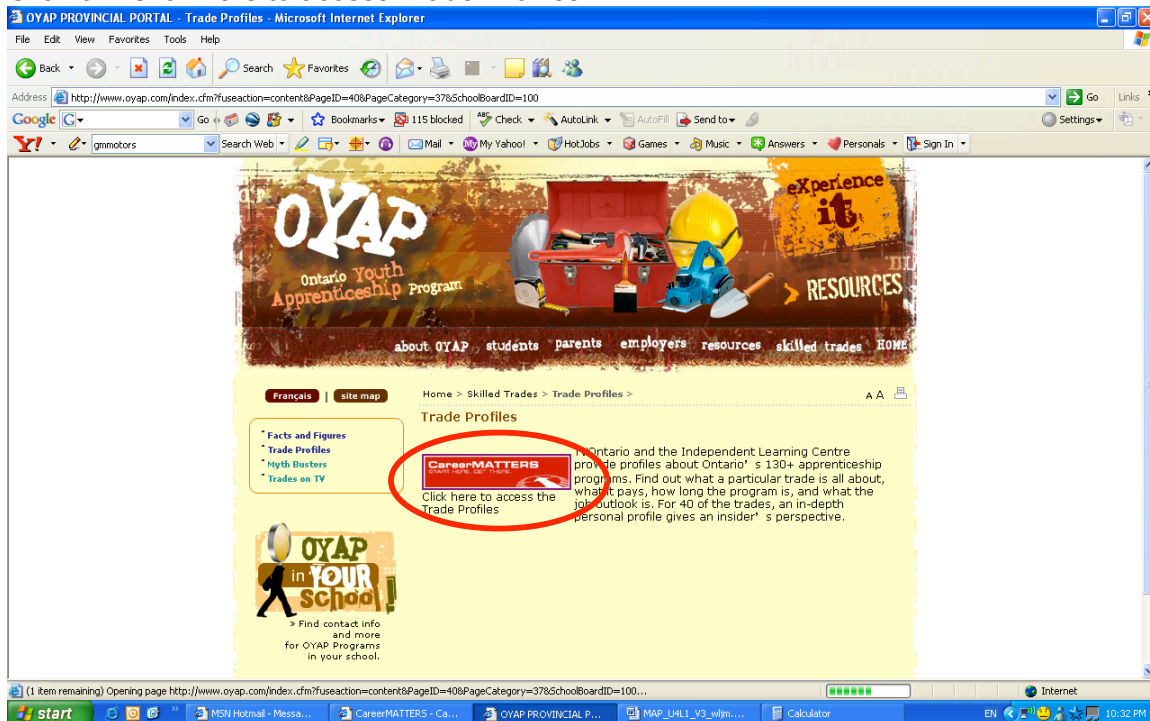 OYAP PROVINCIAL PORTAL - Trade Profiles - Microsoft Internet Explorer
File Edit View Favorites Tools Help
Back Search Favorites
Address http://www.oyap.com/index.cfm?fuseaction=content&PageID=40&PageCategory=37&SchoolBoardID=100 Go Links
Google G Go Bookmarks 115 blocked ABC Check AutoLink AutoFill Send to Settings
Y! gmmotors Search Web Mail My Yahoo! HotJobs Games Music Answers Personals Sign In
OYAP
Ontario Youth
Apprenticeship Program
eXperience
it
RESOURCES
about OYAP students parents employers resources skilled trades HOME
Français | site map
Home > Skilled Trades > Trade Profiles >
A A
Facts and Figures
Trade Profiles
Myth Busters
Trades on TV
Trade Profiles
CareerMATTERS
START HERE. GET THERE.
Click here to access the
Trade Profiles
TVOntario and the Independent Learning Centre
provide profiles about Ontario's 130+ apprenticeship
programs. Find out what a particular trade is all about,
what it pays, how long the program is, and what the
job outlook is. For 40 of the trades, an in-depth
personal profile gives an insider's perspective.
OYAP
in YOUR
School!
» Find contact info
and more
for OYAP Programs
in your school.
(1 item remaining) Opening page http://www.oyap.com/index.cfm?fuseaction=content&PageID=40&PageCategory=37&SchoolBoardID=100... Internet
start MSN Hotmail - Messa... CareerMATTERS - Ca... OYAP PROVINCIAL P... MAP_U4L1_V3_wljm.... Calculator EN 10:32 PM